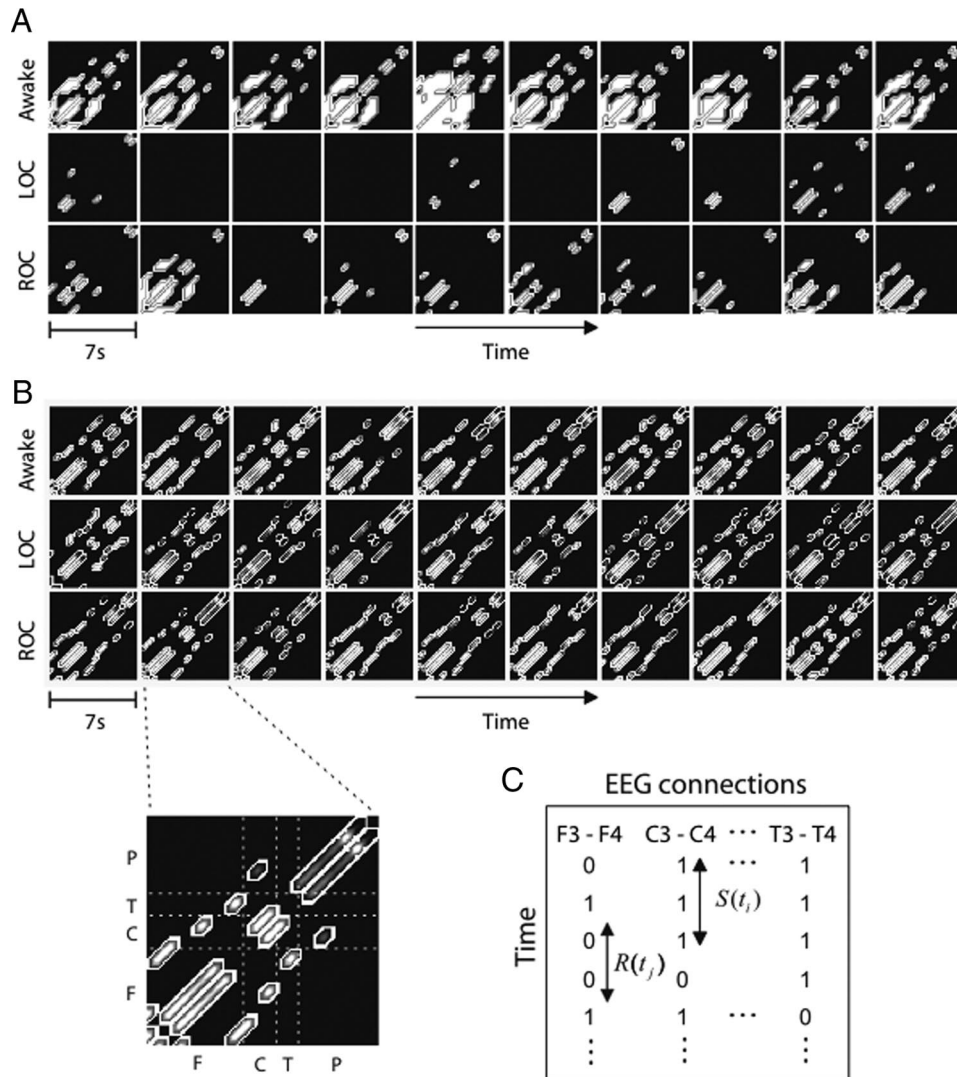 A
Awake
LOC
ROC
7s
Time
B
Awake
LOC
ROC
7s
Time
P
T
C
F
F C T P
C
EEG connections
F3 - F4 C3 - C4 ··· T3 - T4
0 1 ··· 1
1 1 S(t_i) 1
0 1 1
R(t_j)
0 0 1
1 1 ··· 0
⋮ ⋮ ⋮
Time